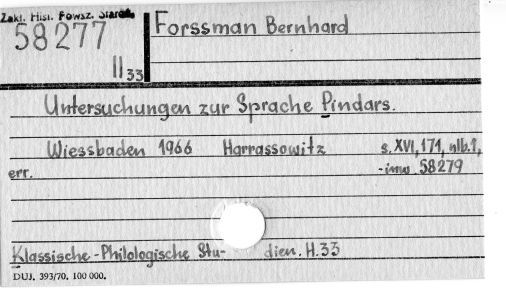 Zakł. Hist. Powsz. Staroż.
58277
II 33
Forssman Bernhard
Untersuchungen zur Sprache Pindars.
Wiessbaden 1966 Harrassowitz s. XVI, 171, nlb.1,
err. -inw 58279
Klassische-Philologische Stu- dien. H.33
DUJ. 393/70. 100 000.